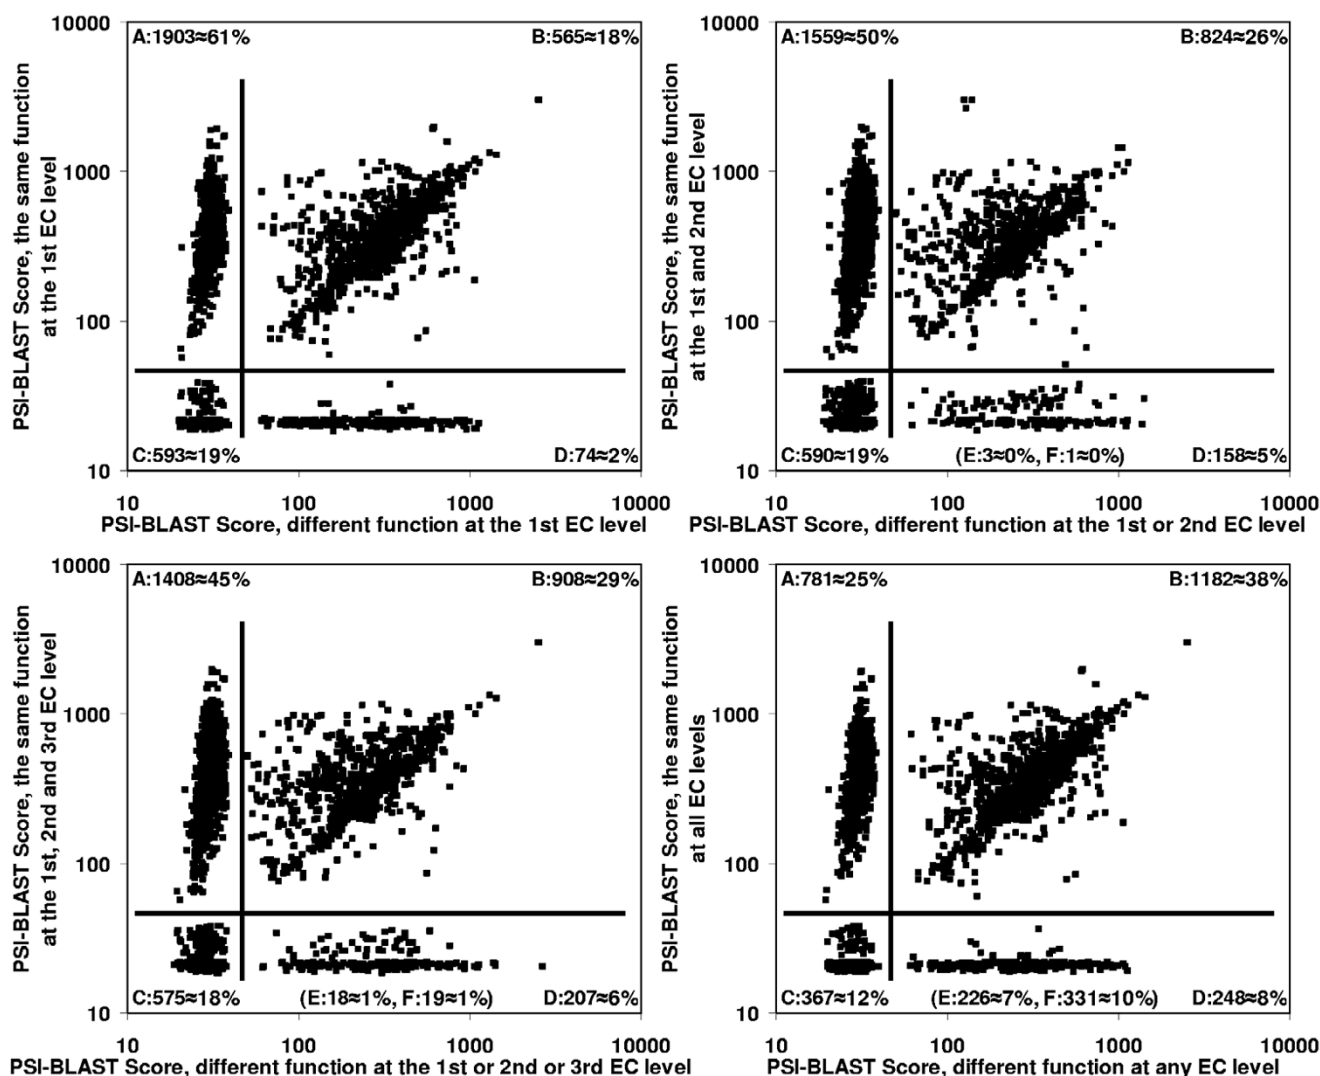 10000
A:1903≈61%
B:565≈18%
1000
100
10
PSI-BLAST Score, the same function
at the 1st EC level
C:593≈19%
D:74≈2%
10 100 1000 10000
PSI-BLAST Score, different function at the 1st EC level
10000
A:1559≈50%
B:824≈26%
1000
100
10
PSI-BLAST Score, the same function
at the 1st and 2nd EC level
C:590≈19%
(E:3≈0%, F:1≈0%)
D:158≈5%
10 100 1000 10000
PSI-BLAST Score, different function at the 1st or 2nd EC level
10000
A:1408≈45%
B:908≈29%
1000
100
10
PSI-BLAST Score, the same function
at the 1st, 2nd and 3rd EC level
C:575≈18%
(E:18≈1%, F:19≈1%)
D:207≈6%
10 100 1000 10000
PSI-BLAST Score, different function at the 1st or 2nd or 3rd EC level
10000
A:781≈25%
B:1182≈38%
1000
100
10
PSI-BLAST Score, the same function
at all EC levels
C:367≈12%
(E:226≈7%, F:331≈10%)
D:248≈8%
10 100 1000 10000
PSI-BLAST Score, different function at any EC level